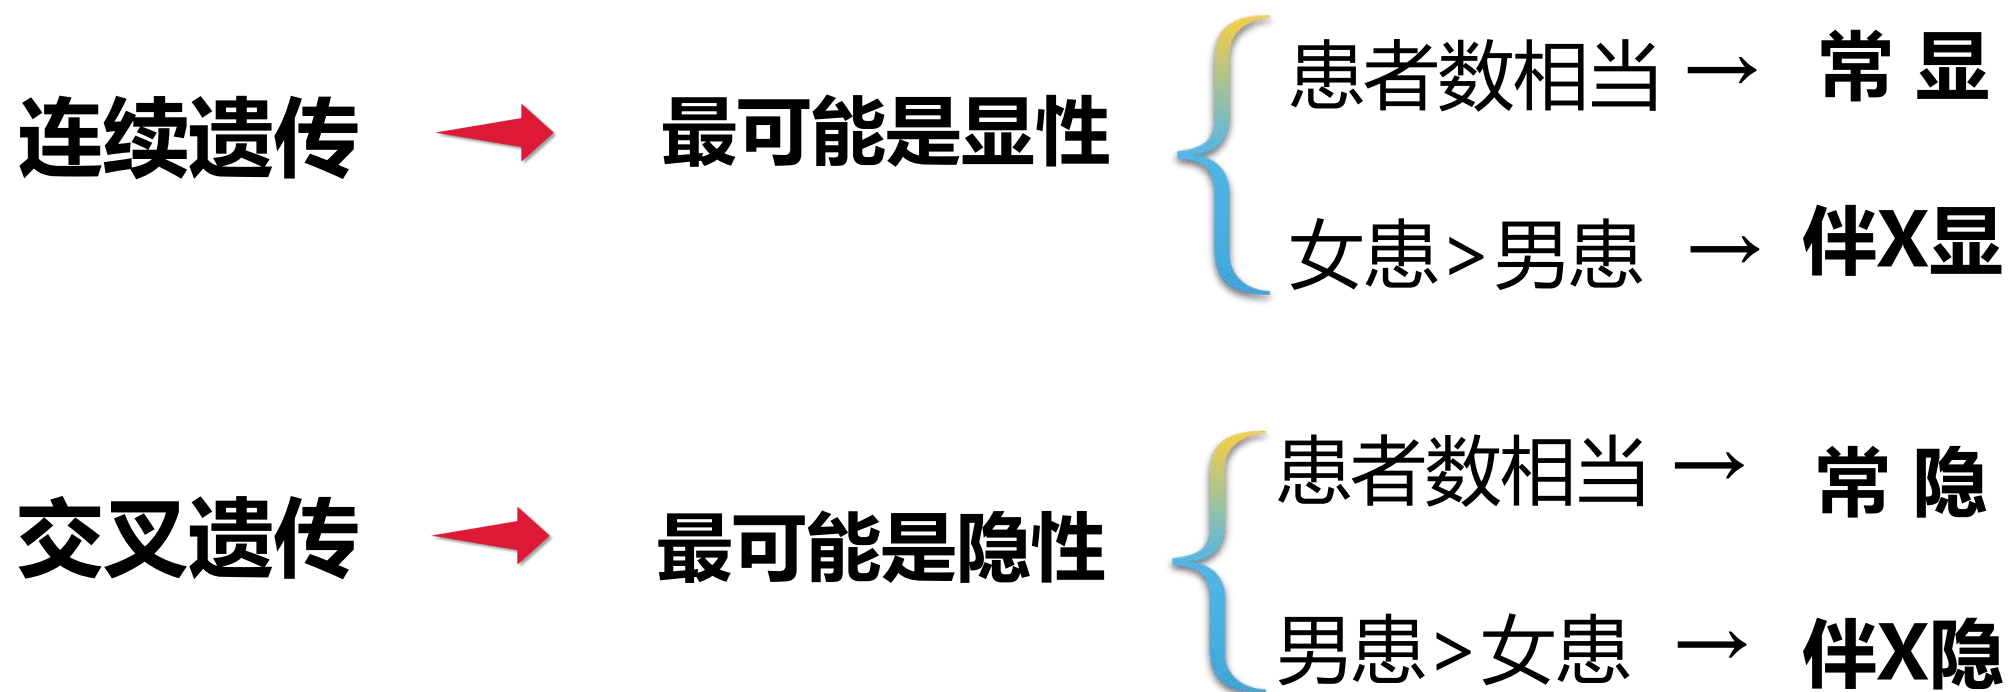 连续遗传 最可能是显性
患者数相当 → 常 显
女患>男患 → 伴X显
交叉遗传 最可能是隐性
患者数相当 → 常 隐
男患>女患 → 伴X隐